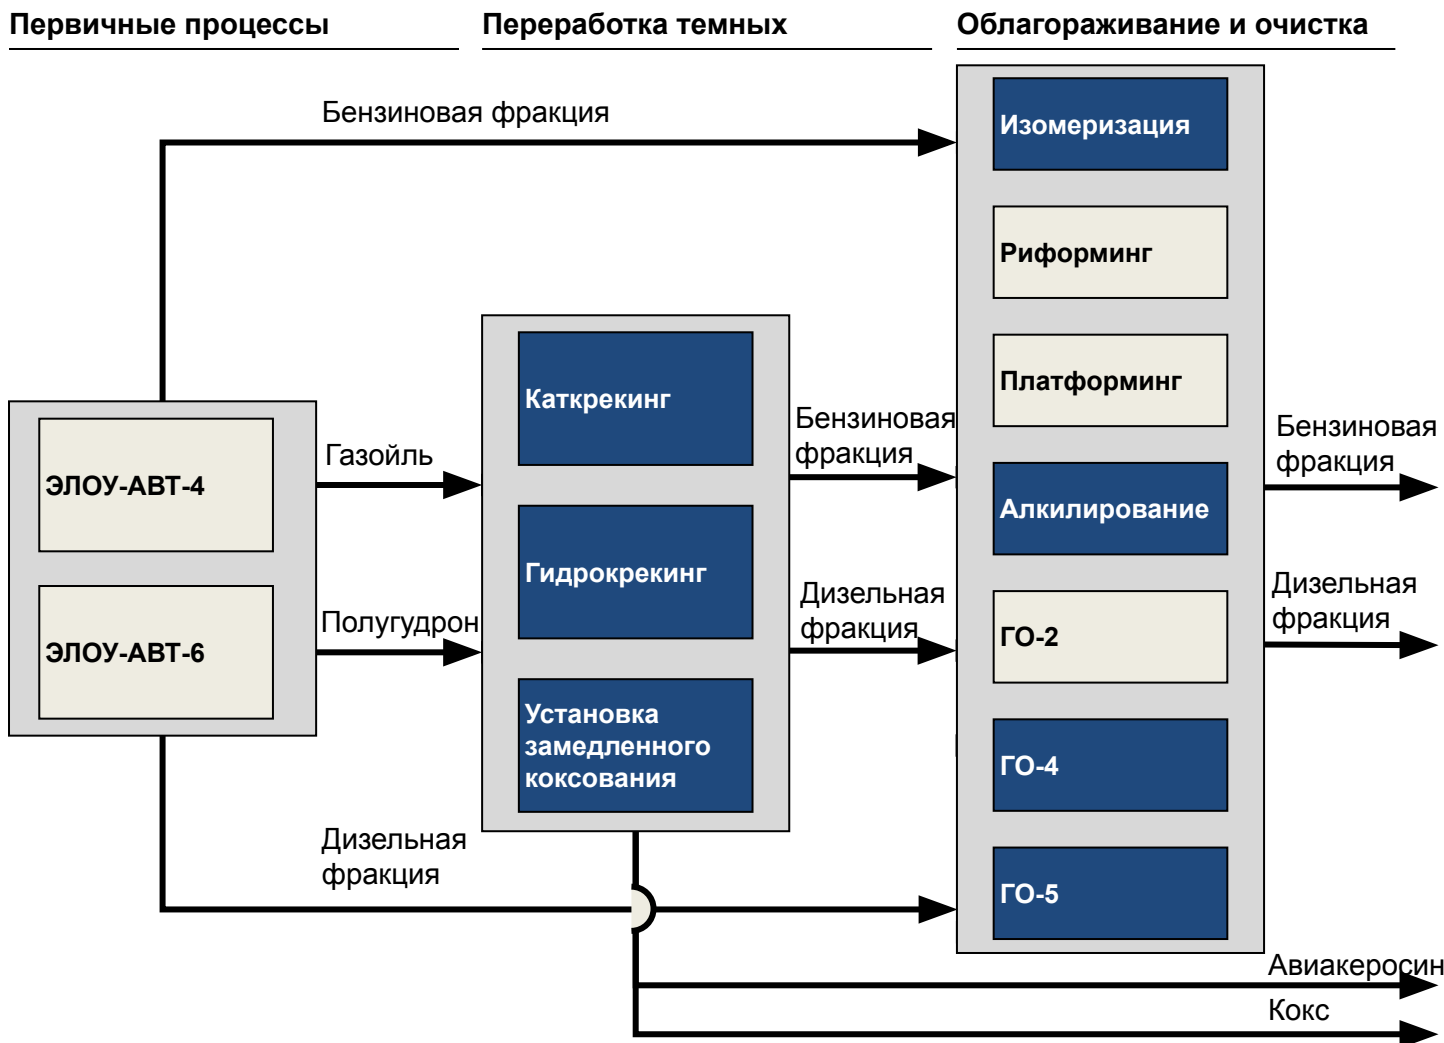 Первичные процессы
Переработка темных
Облагораживание и очистка
Бензиновая фракция
Изомеризация
Риформинг
Платформинг
Каткрекинг
Бензиновая
фракция
Бензиновая
фракция
Газойль
ЭЛОУ-АВТ-4
Алкилирование
Гидрокрекинг
Дизельная
фракция
Дизельная
фракция
Полугудрон
ЭЛОУ-АВТ-6
ГО-2
Установка
замедленного
коксования
ГО-4
Дизельная
фракция
ГО-5
Авиакеросин
Кокс